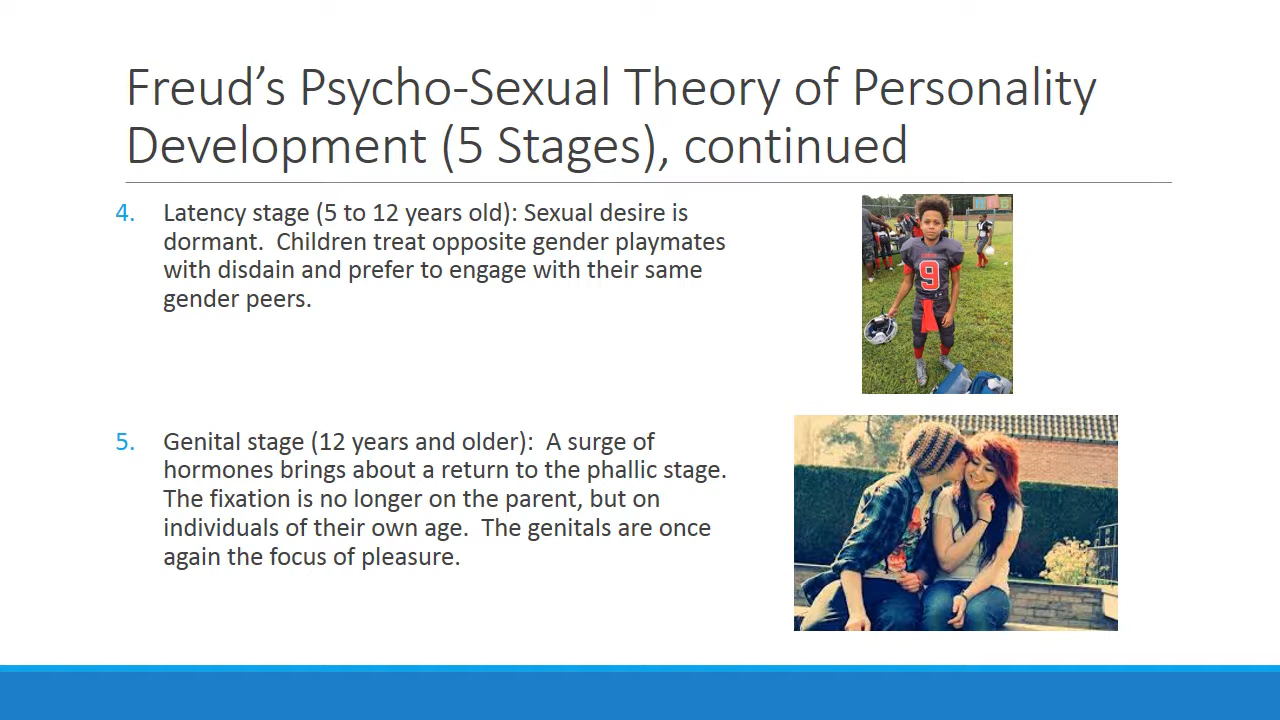 Freud’s Psycho-Sexual Theory of Personality
Development (5 Stages), continued
4. Latency stage (5 to 12 years old): Sexual desire is
dormant.  Children treat opposite gender playmates
with disdain and prefer to engage with their same
gender peers.
9
5. Genital stage (12 years and older):  A surge of
hormones brings about a return to the phallic stage.
The fixation is no longer on the parent, but on
individuals of their own age.  The genitals are once
again the focus of pleasure.